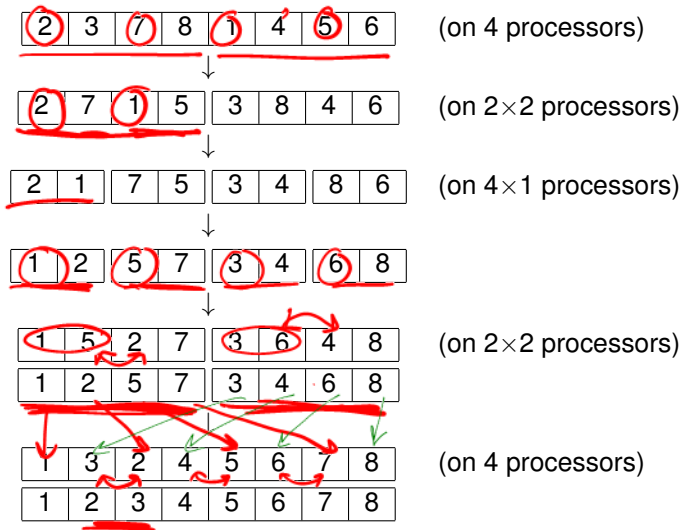 2 3 7 8 1 4 5 6 (on 4 processors)
↓
2 7 1 5 3 8 4 6 (on 2×2 processors)
↓
2 1 7 5 3 4 8 6 (on 4×1 processors)
↓
1 2 5 7 3 4 6 8
↓
1 5 2 7 3 6 4 8 (on 2×2 processors)
1 2 5 7 3 4 6 8
1 3 2 4 5 6 7 8 (on 4 processors)
1 2 3 4 5 6 7 8